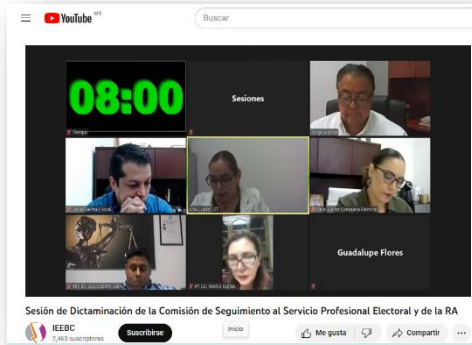 YouTube MX
Buscar
08:00
Sesiones
Tiempo
Guadalupe Flores
Sesión de Dictaminación de la Comisión de Seguimiento al Servicio Profesional Electoral y de la RA
IEEBC
2,460 suscriptores
Suscribirse
Inicio
Me gusta
Compartir